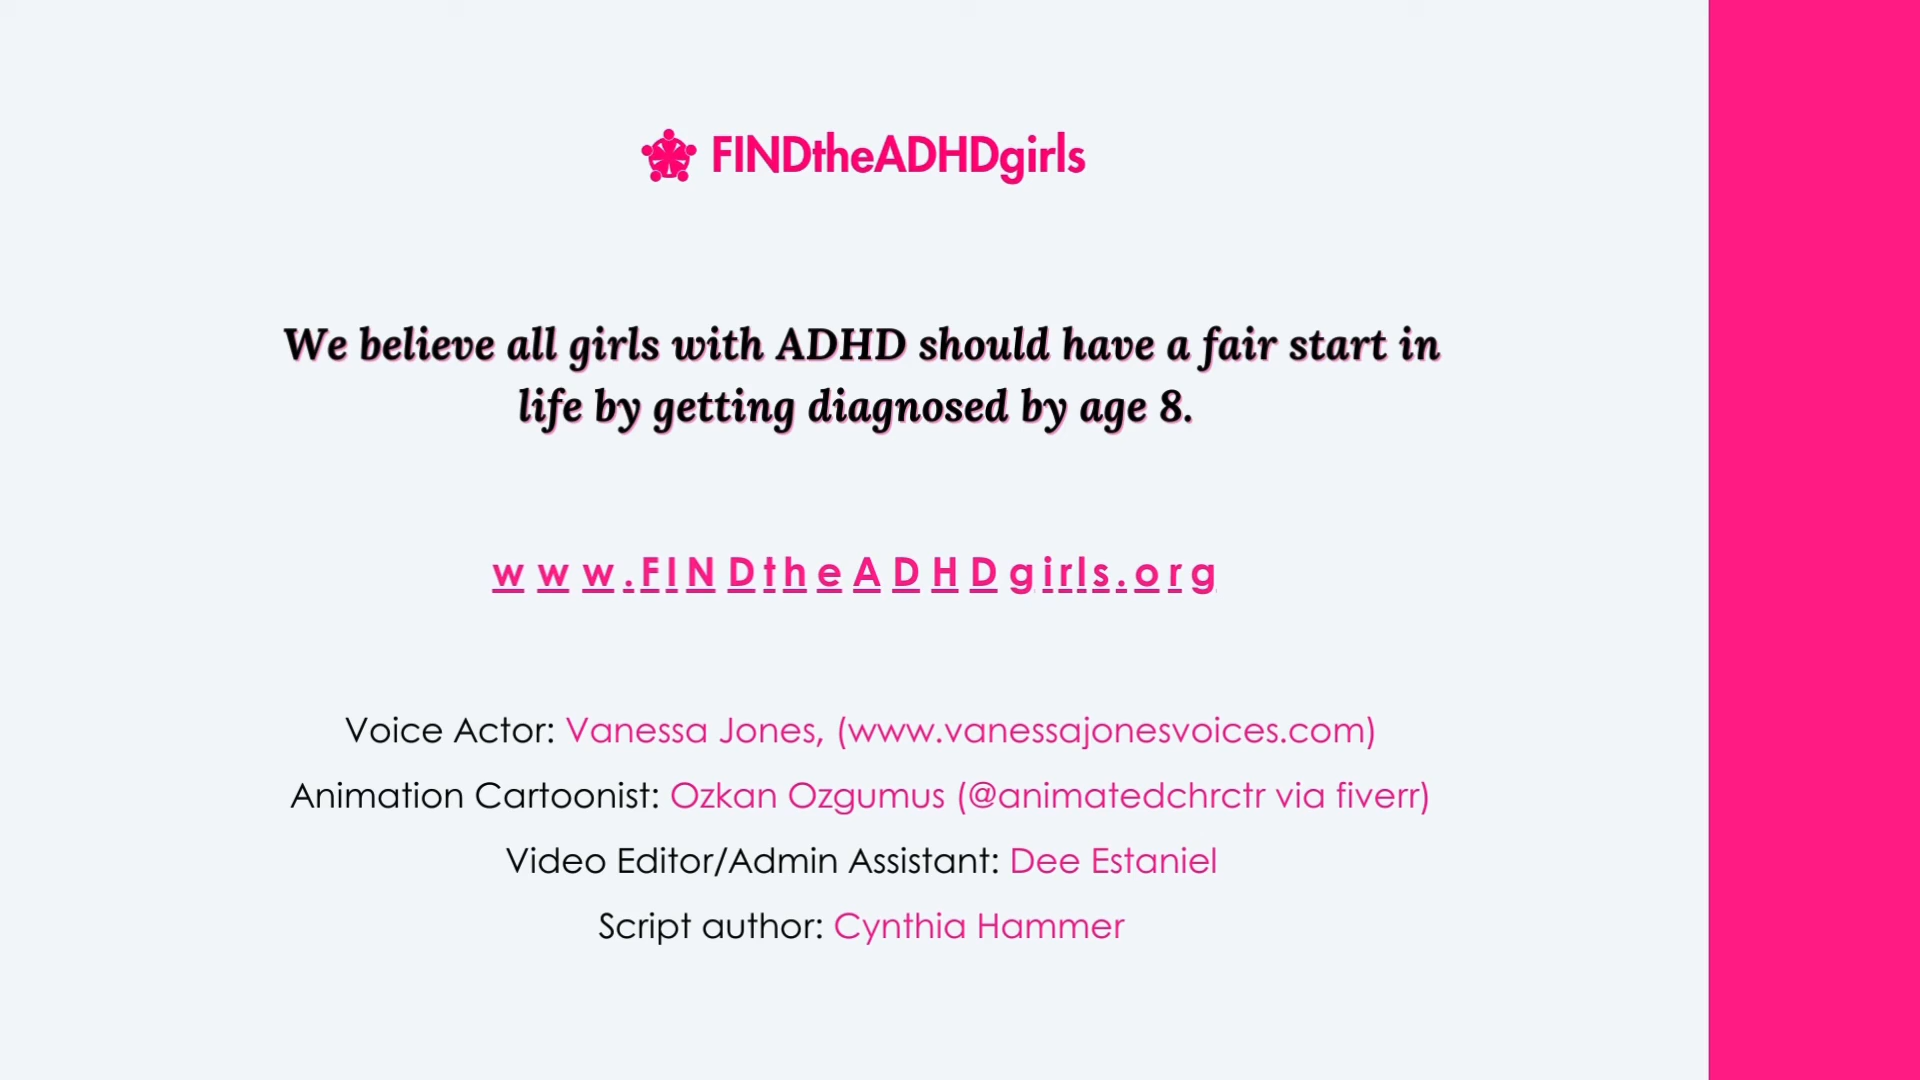 FINDtheADHDgirls
We believe all girls with ADHD should have a fair start in
life by getting diagnosed by age 8.
www.FINDtheADHDgirls.org
Voice Actor: Vanessa Jones, (www.vanessajonesvoices.com)
Animation Cartoonist: Ozkan Ozgumus (@animatedchrctr via fiverr)
Video Editor/Admin Assistant: Dee Estaniel
Script author: Cynthia Hammer